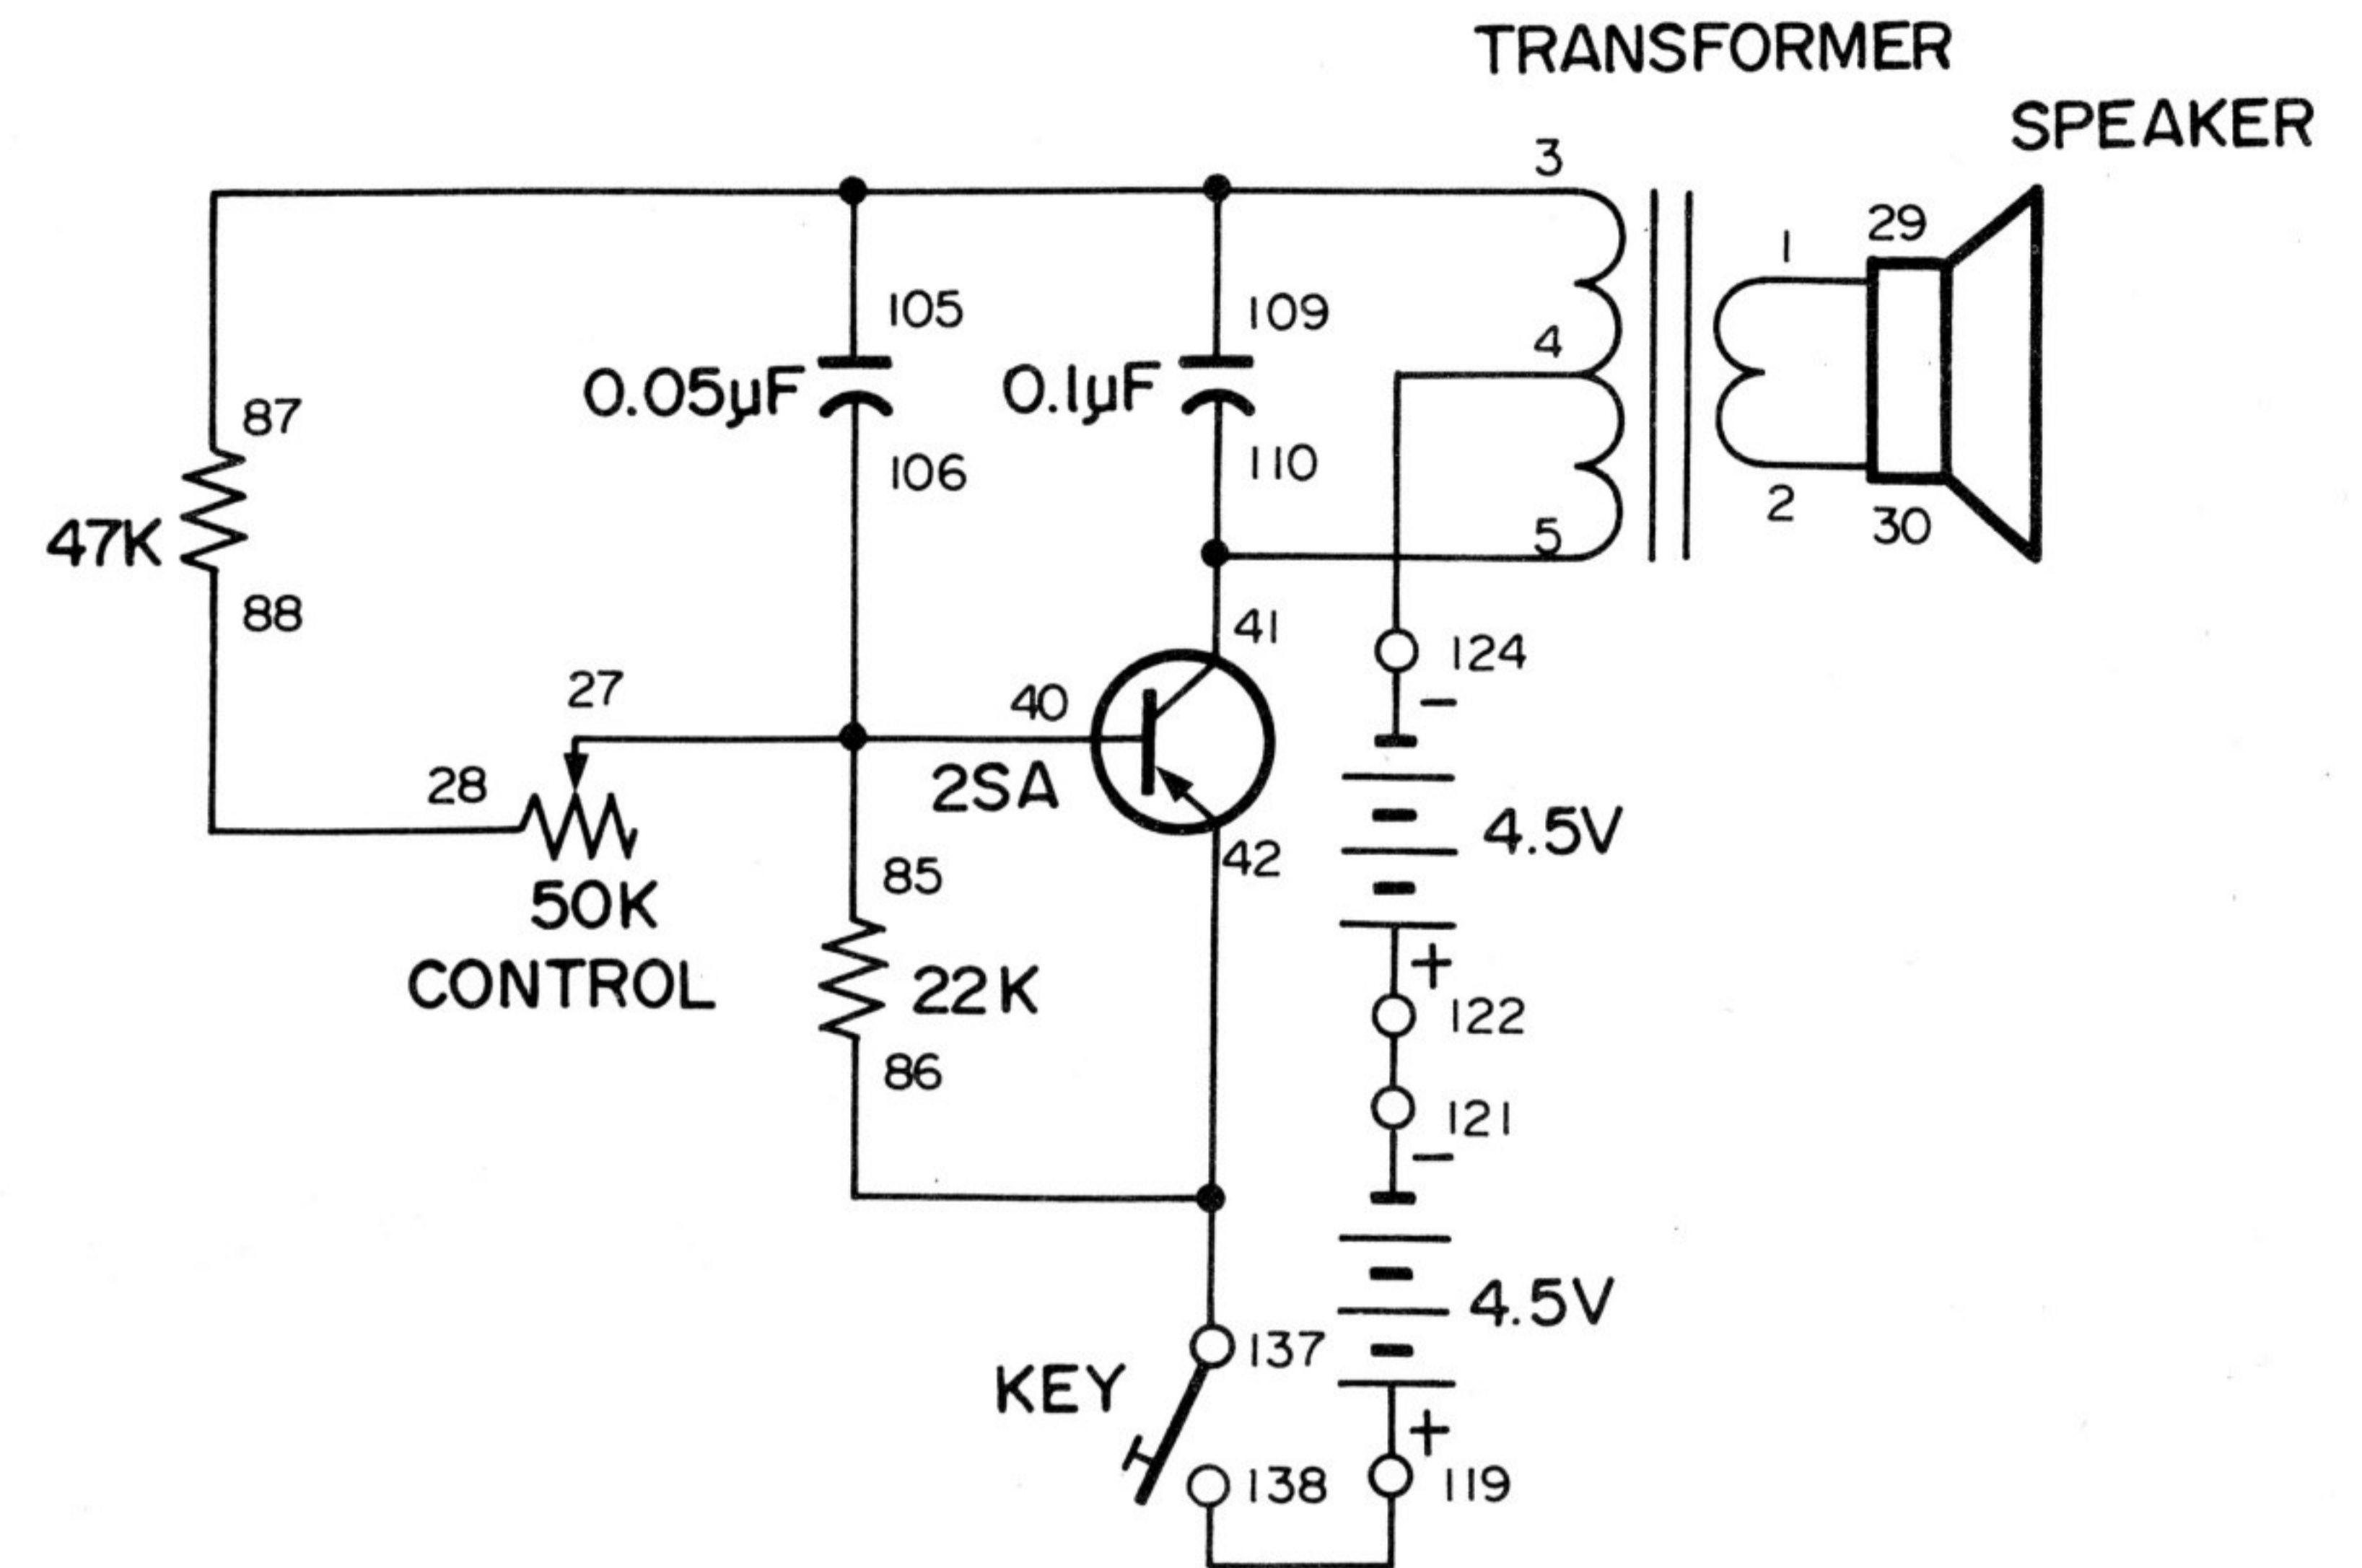 TRANSFORMER
SPEAKER
3
29
1
105
109
4
0.05µF
0.1µF
87
106
110
2
30
5
47K
88
41
124
−
27
40
28
2SA
4.5V
42
85
50K
CONTROL
22K
+
122
86
121
−
4.5V
137
KEY
+
138
119